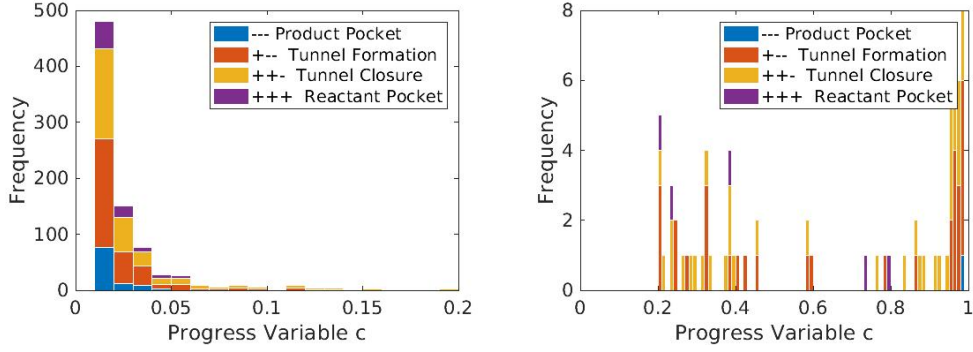 500
400
300
200
100
0
Frequency
--- Product Pocket
+-- Tunnel Formation
++- Tunnel Closure
+++ Reactant Pocket
0 0.05 0.1 0.15 0.2
Progress Variable c
8
6
4
2
0
Frequency
--- Product Pocket
+-- Tunnel Formation
++- Tunnel Closure
+++ Reactant Pocket
0 0.2 0.4 0.6 0.8 1
Progress Variable c